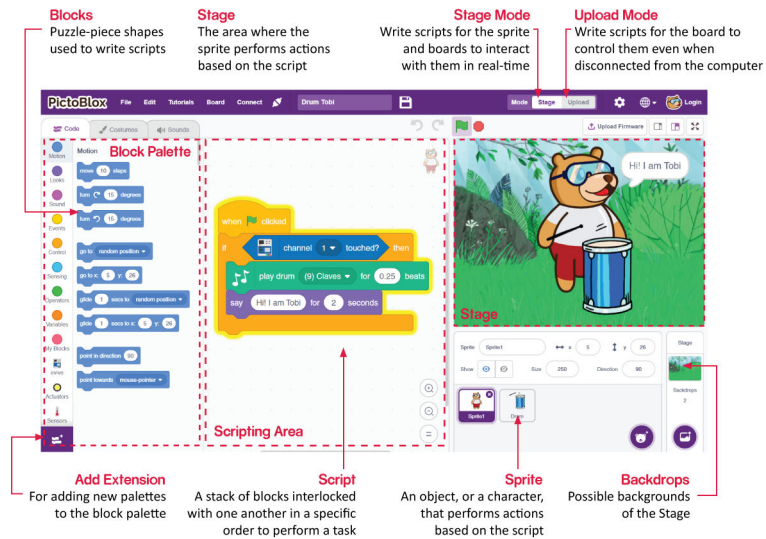 Blocks
Puzzle-piece shapes
used to write scripts
Stage
The area where the
sprite performs actions
based on the script
Stage Mode
Write scripts for the sprite
and boards to interact
with them in real-time
Upload Mode
Write scripts for the board to
control them even when
disconnected from the computer
PictoBlox File Edit Tutorials Board Connect Drum Tobi Mode Stage Upload Login
Code Costumes Sounds Upload Firmware
Motion
Looks
Sound
Events
Control
Sensing
Operators
Variables
My Blocks
evive
Actuators
Sensors
Motion
Block Palette
move 10 steps
turn 15 degrees
turn 15 degrees
go to random position
go to x: 5 y: 26
glide 1 secs to random position
glide 1 secs to x: 5 y: 26
point in direction 90
point towards mouse-pointer
when clicked
if channel 1 touched? then
play drum (9) Claves for 0.25 beats
say Hi! I am Tobi for 2 seconds
Scripting Area
Hi! I am Tobi
Stage
Sprite Sprite1 x 5 y 26
Show Size 250 Direction 90
Sprite1
Drum
Stage
Backdrops
2
Add Extension
For adding new palettes
to the block palette
Script
A stack of blocks interlocked
with one another in a specific
order to perform a task
Sprite
An object, or a character,
that performs actions
based on the script
Backdrops
Possible backgrounds
of the Stage